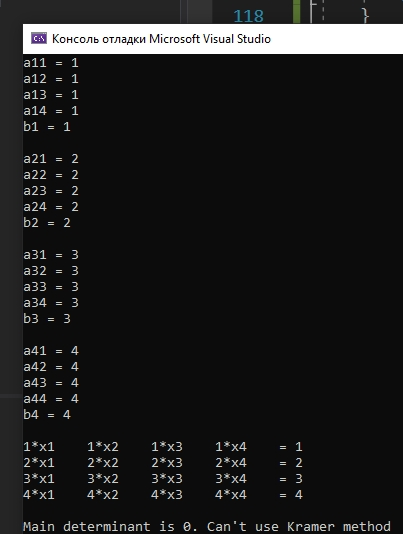 118 }
Консоль отладки Microsoft Visual Studio
a11 = 1
a12 = 1
a13 = 1
a14 = 1
b1 = 1

a21 = 2
a22 = 2
a23 = 2
a24 = 2
b2 = 2

a31 = 3
a32 = 3
a33 = 3
a34 = 3
b3 = 3

a41 = 4
a42 = 4
a43 = 4
a44 = 4
b4 = 4

1*x1    1*x2    1*x3    1*x4    = 1
2*x1    2*x2    2*x3    2*x4    = 2
3*x1    3*x2    3*x3    3*x4    = 3
4*x1    4*x2    4*x3    4*x4    = 4

Main determinant is 0. Can't use Kramer method